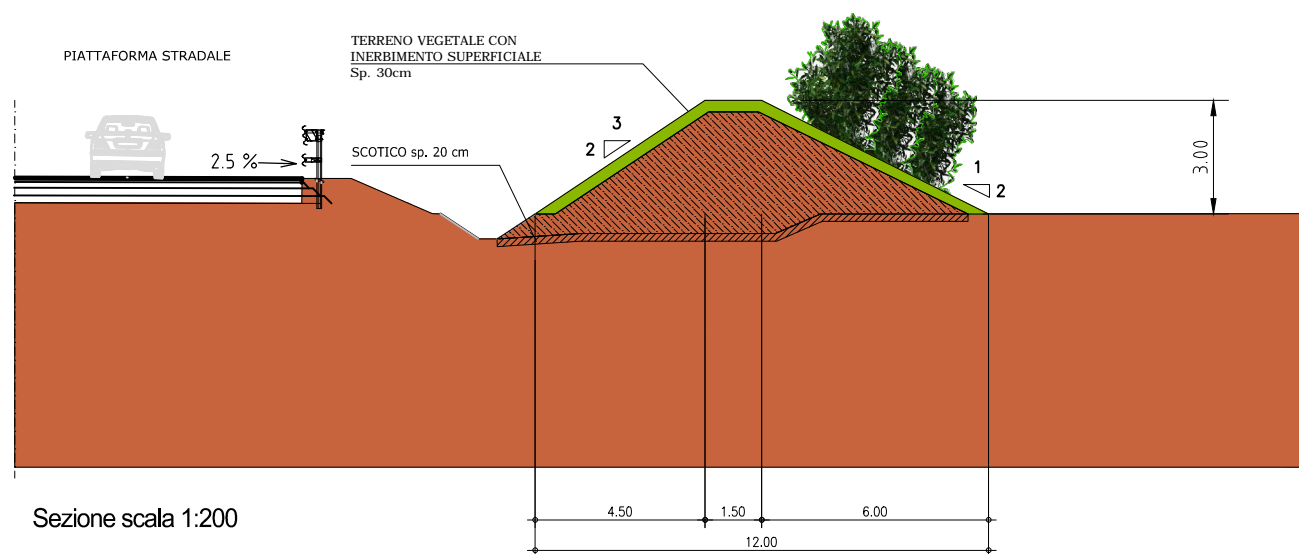 PIATTAFORMA STRADALE
TERRENO VEGETALE CON
INERBIMENTO SUPERFICIALE
Sp. 30cm
3
2
2.5 %
SCOTICO sp. 20 cm
1
2
3.00
4.50
1.50
6.00
12.00
Sezione scala 1:200